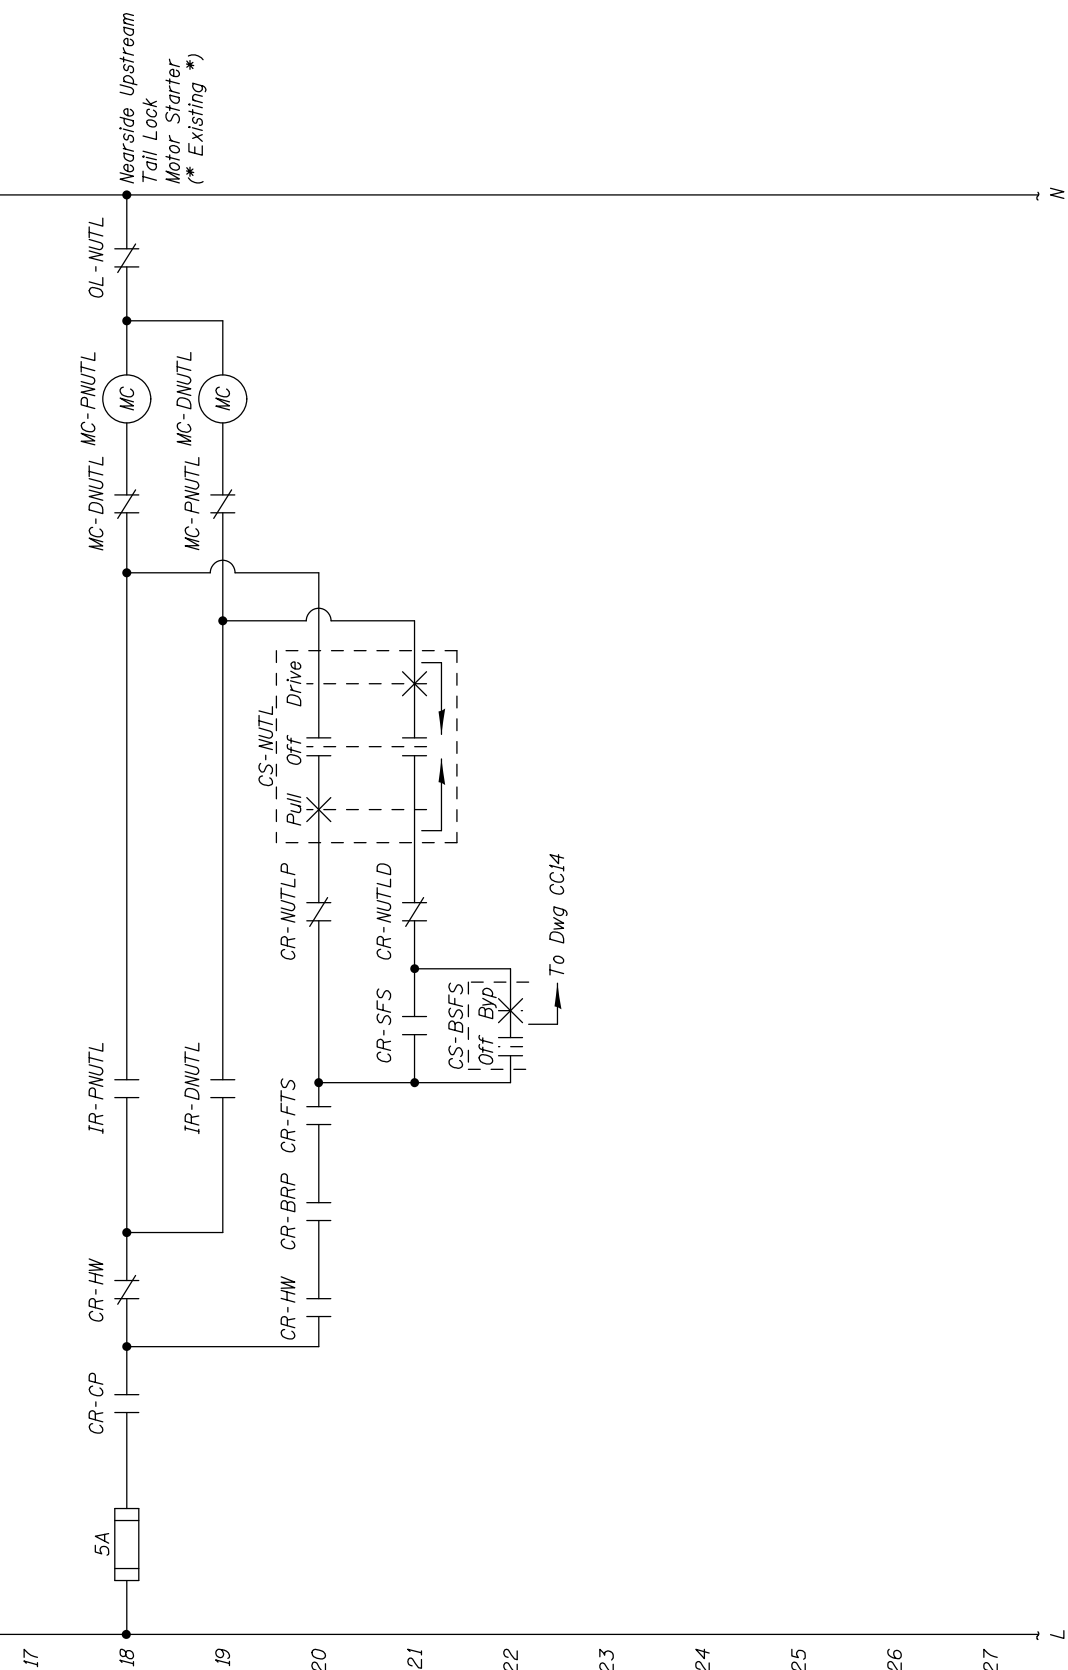 17
18
5A
CR-CP
CR-HW
IR-PNUTL
MC-DNUTL
MC-PNUTL
MC
OL-NUTL
Nearside Upstream
Tail Lock
Motor Starter
(* Existing *)
19
IR-DNUTL
MC-PNUTL
MC-DNUTL
MC
20
CR-HW
CR-BRP
CR-FTS
CR-NUTLP
CS-NUTL
Pull Off Drive
21
CR-SFS
CR-NUTLD
22
CS-BSFS
Off Byp
To Dwg CC14
23
24
25
26
27
L
N